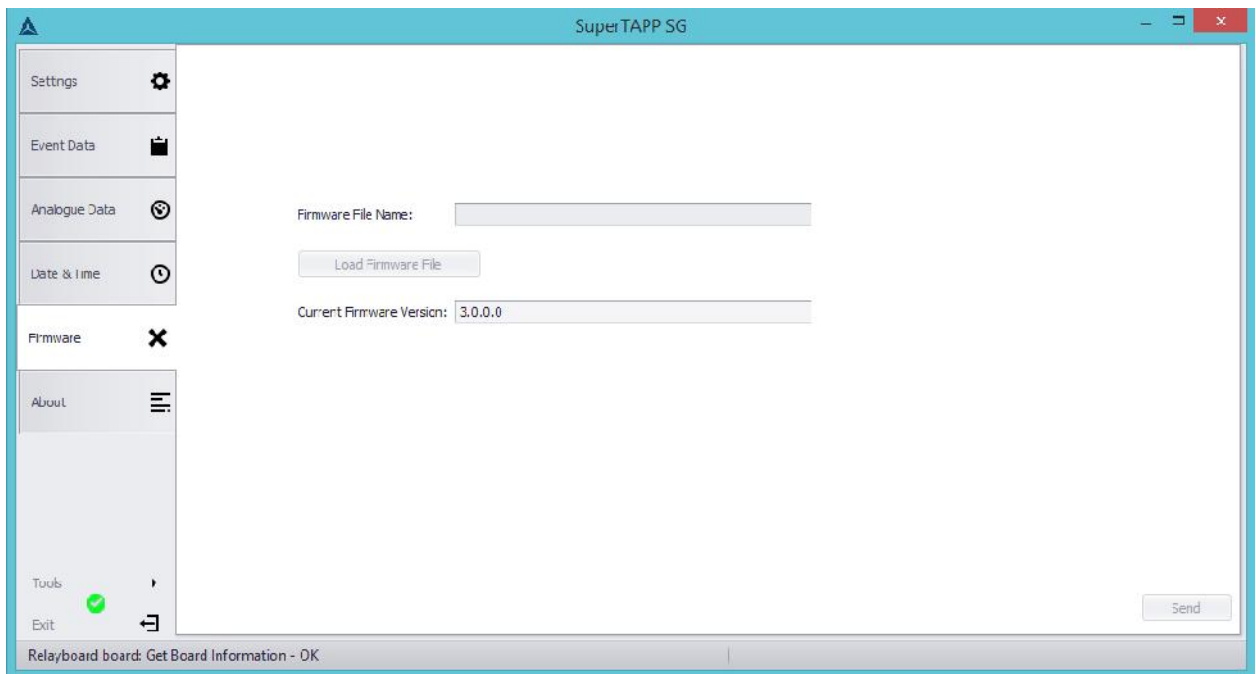 SuperTAPP SG
Settings
Event Data
Analogue Data
Date & Time
Firmware
About
Tools
Exit
Firmware File Name:
Load Firmware File
Current Firmware Version: 3.0.0.0
Send
Relayboard board: Get Board Information - OK